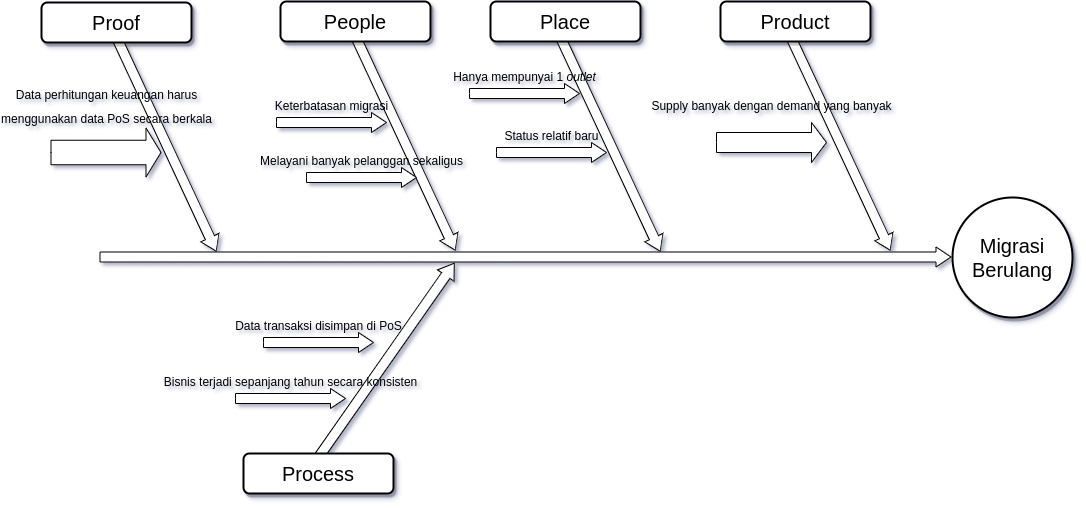 Proof
People
Place
Product
Data perhitungan keuangan harus
menggunakan data PoS secara berkala
Keterbatasan migrasi
Melayani banyak pelanggan sekaligus
Hanya mempunyai 1 outlet
Status relatif baru
Supply banyak dengan demand yang banyak
Migrasi
Berulang
Data transaksi disimpan di PoS
Bisnis terjadi sepanjang tahun secara konsisten
Process